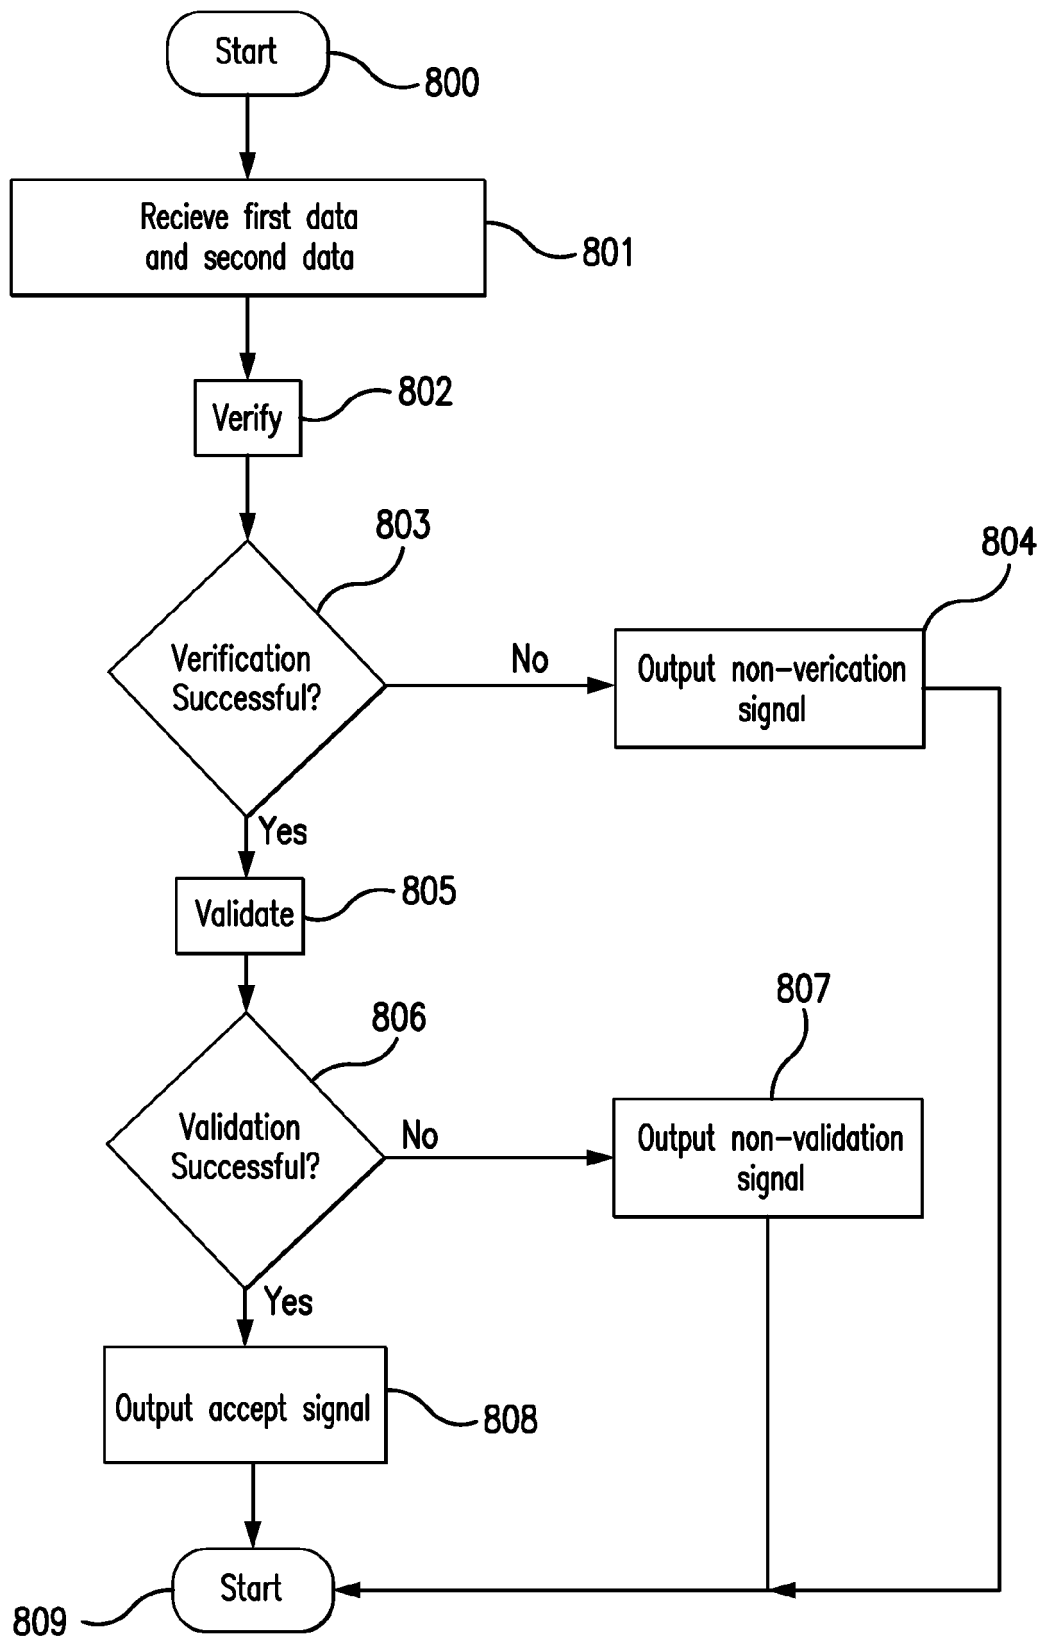 Start
800
Recieve first data
and second data
801
Verify
802
803
Verification
Successful?
No
804
Output non-verication
signal
Yes
Validate
805
806
Validation
Successful?
No
807
Output non-validation
signal
Yes
Output accept signal
808
Start
809